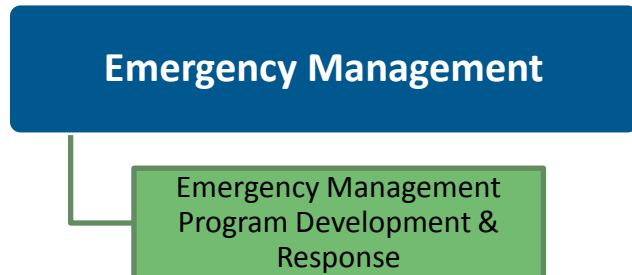 Emergency Management
Emergency Management
Program Development &
Response